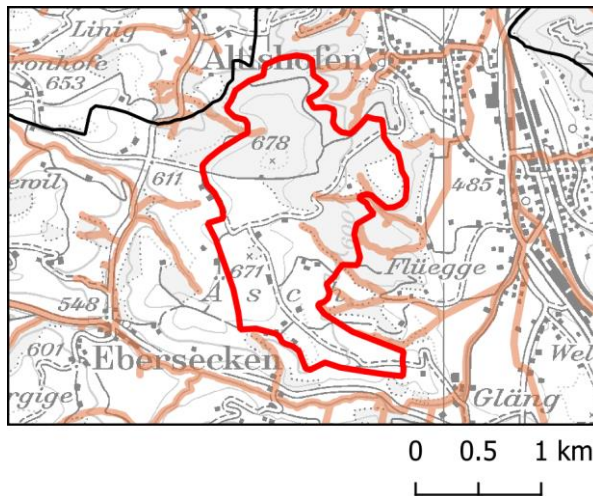 Linig
Altishofen
ronhofe
653
678
erwil
611
485
671
Flüegge
A s c
548
Ebersecken
601
Wel
rgige
Gläng
0 0.5 1 km